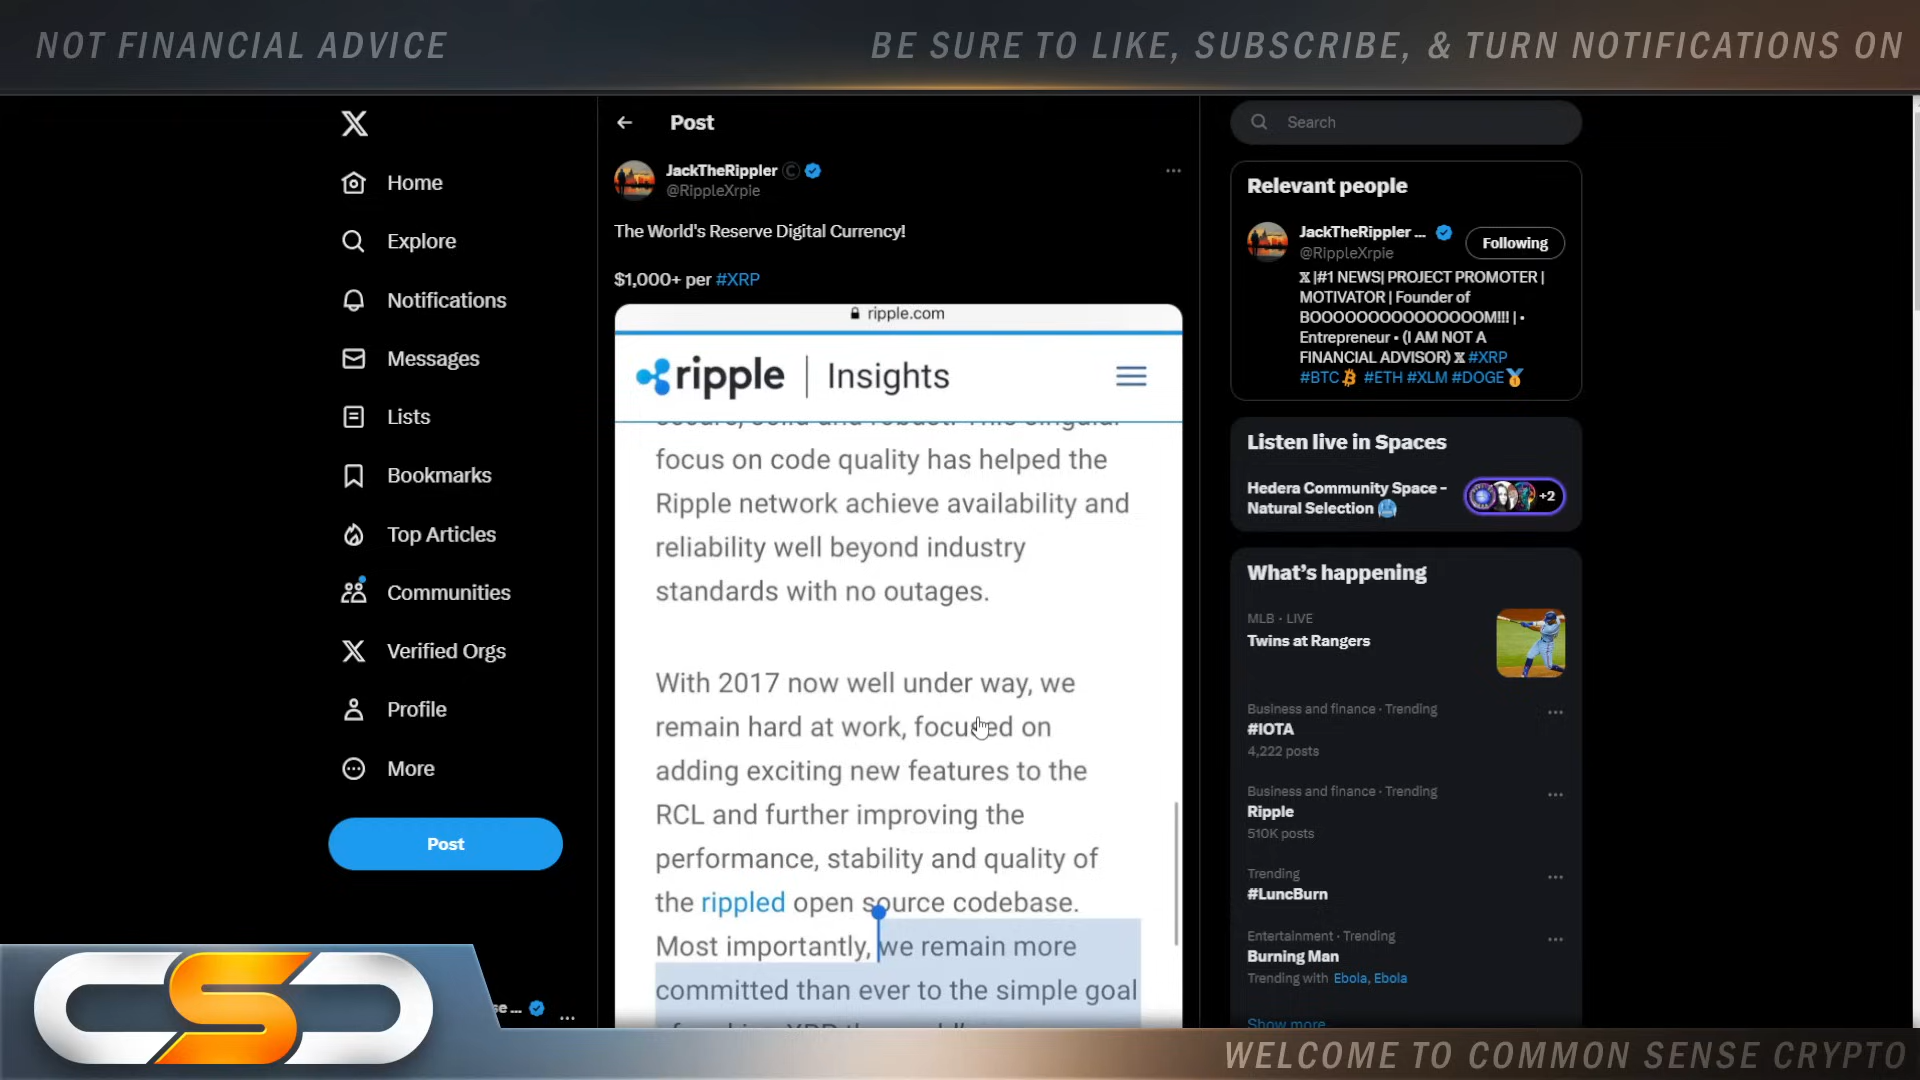 NOT FINANCIAL ADVICE
BE SURE TO LIKE, SUBSCRIBE, & TURN NOTIFICATIONS ON
Home
Explore
Notifications
Messages
Lists
Bookmarks
Top Articles
Communities
Verified Orgs
Profile
More
Post
Post
JackTheRippler ©
@RippleXrpie
The World's Reserve Digital Currency!
$1,000+ per #XRP
ripple.com
ripple | Insights
focus on code quality has helped the
Ripple network achieve availability and
reliability well beyond industry
standards with no outages.
With 2017 now well under way, we
remain hard at work, focused on
adding exciting new features to the
RCL and further improving the
performance, stability and quality of
the rippled open source codebase.
Most importantly, we remain more
committed than ever to the simple goal
Search
Relevant people
JackTheRippler ...
@RippleXrpie
Following
𝕏 |#1 NEWS| PROJECT PROMOTER |
MOTIVATOR | Founder of
BOOOOOOOOOOOOOOM!!! | •
Entrepreneur • (I AM NOT A
FINANCIAL ADVISOR) 𝕏 #XRP
#BTC #ETH #XLM #DOGE🥇
Listen live in Spaces
Hedera Community Space -
Natural Selection
+2
What's happening
MLB · LIVE
Twins at Rangers
Business and finance · Trending
#IOTA
4,222 posts
Business and finance · Trending
Ripple
510K posts
Trending
#LuncBurn
Entertainment · Trending
Burning Man
Trending with Ebola, Ebola
Show more
CSC
WELCOME TO COMMON SENSE CRYPTO